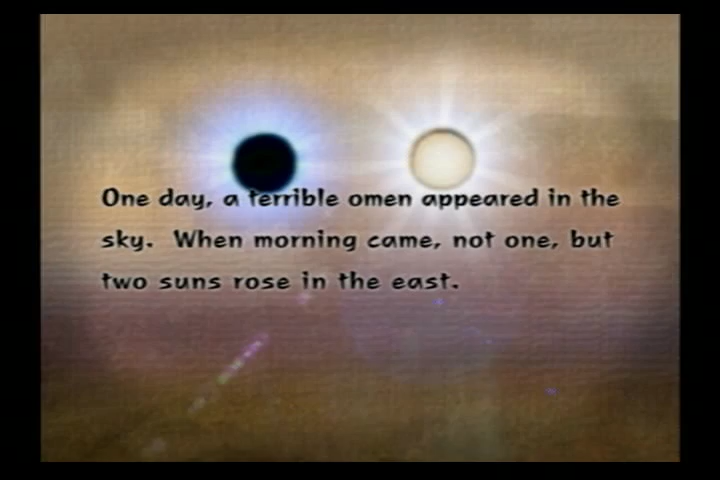 One day, a terrible omen appeared in the
sky. When morning came, not one, but
two suns rose in the east.